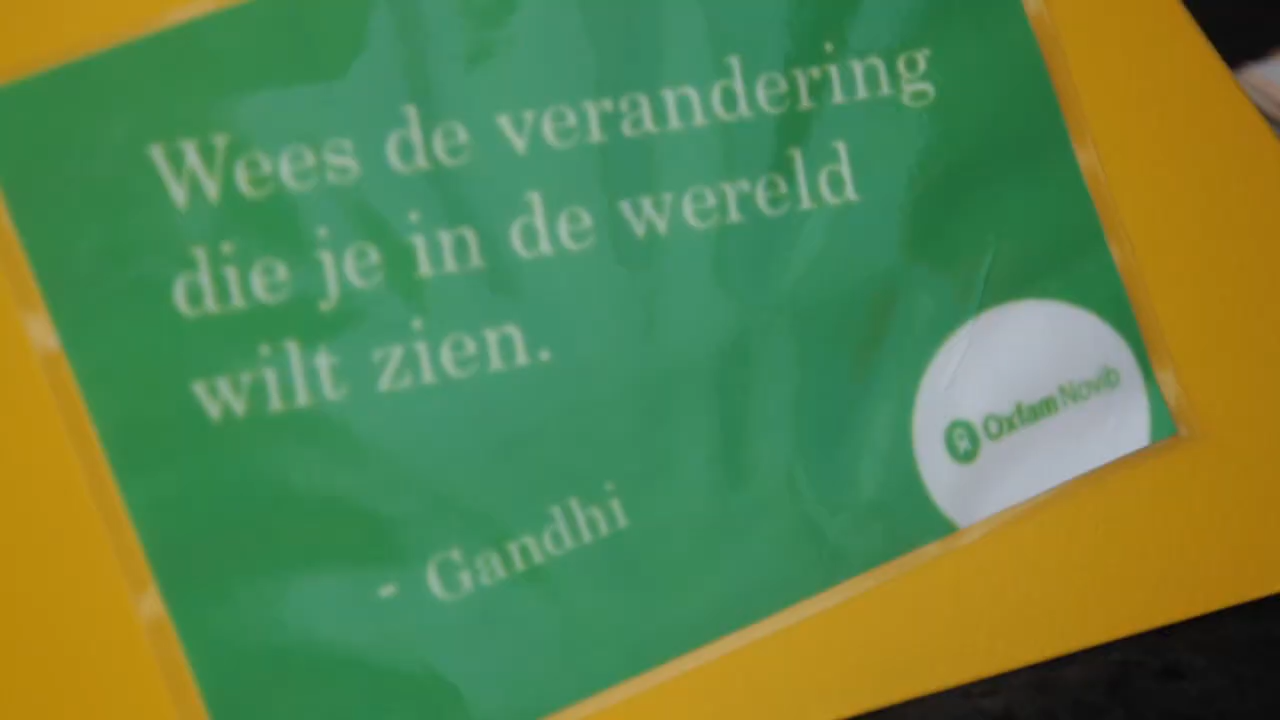 Wees de verandering
die je in de wereld
wilt zien.
- Gandhi
Oxfam Novib